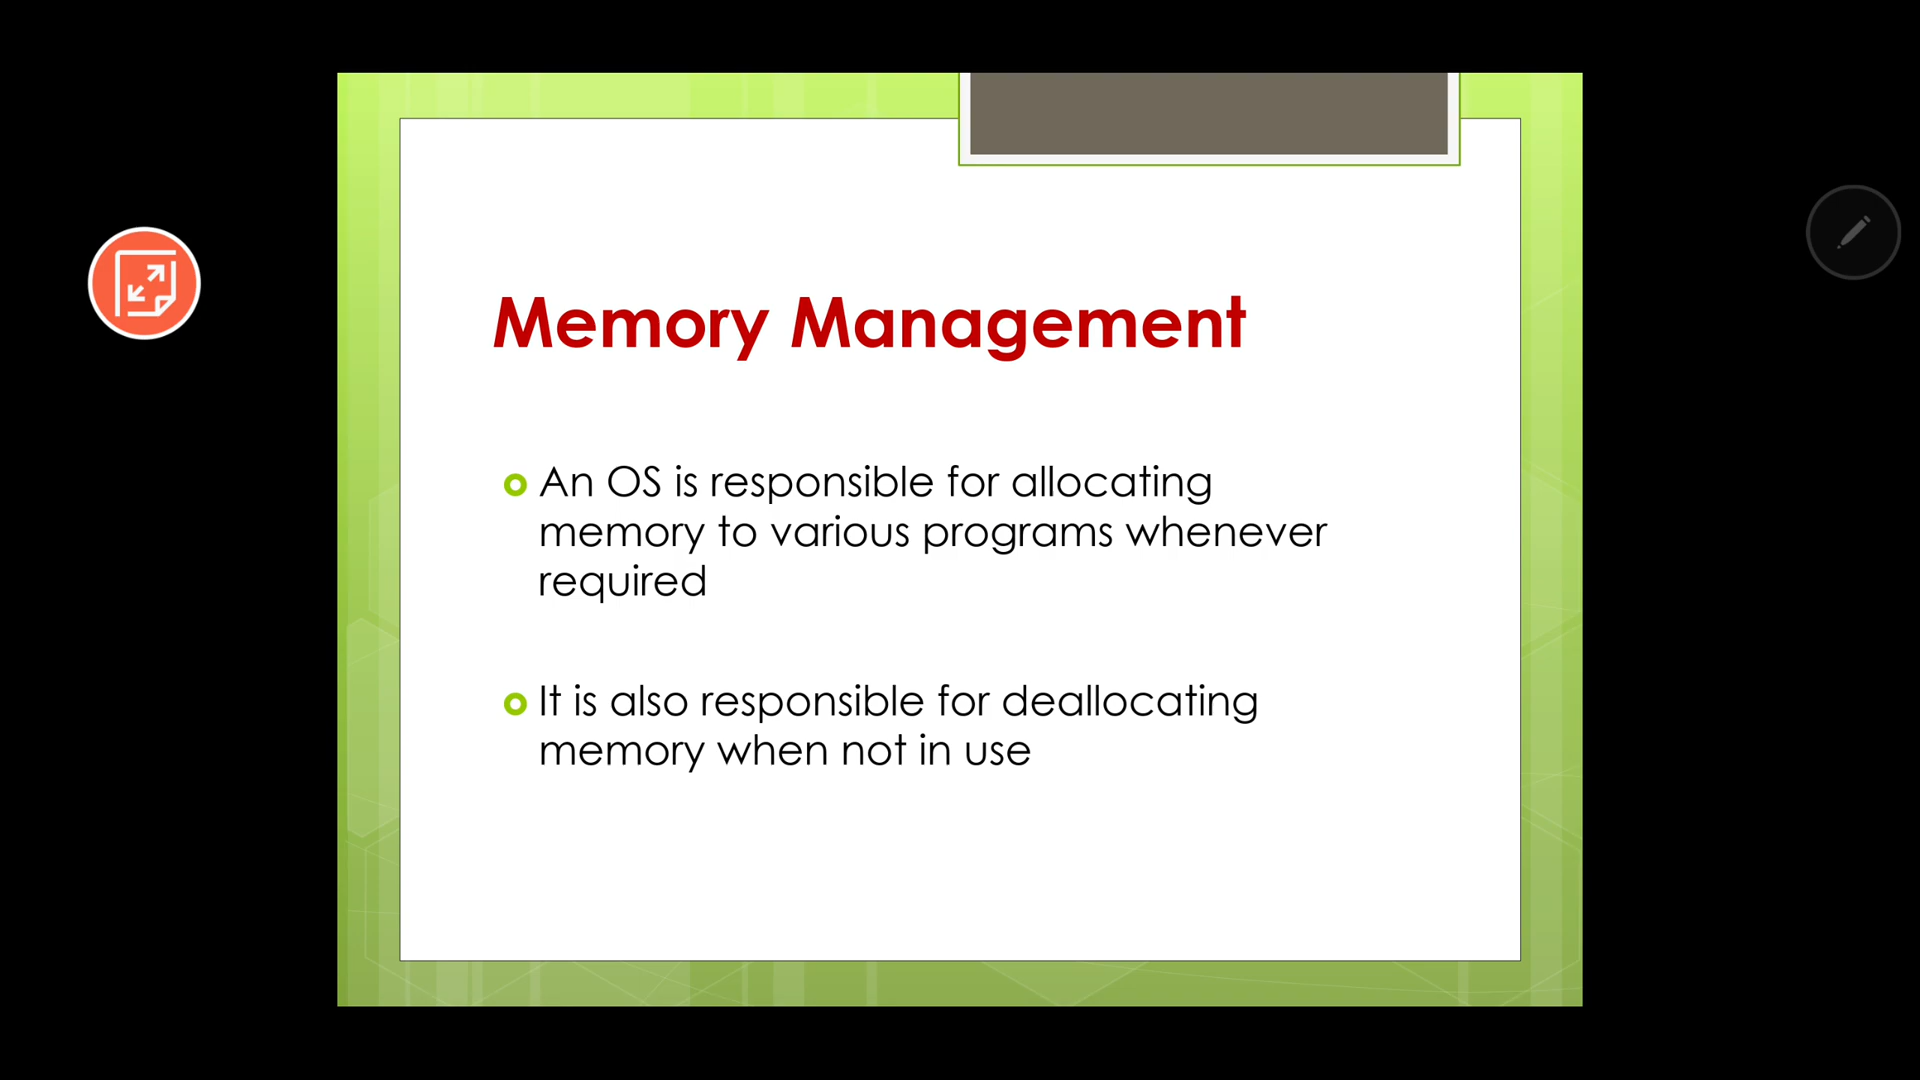 Memory Management
An OS is responsible for allocating
memory to various programs whenever
required
It is also responsible for deallocating
memory when not in use